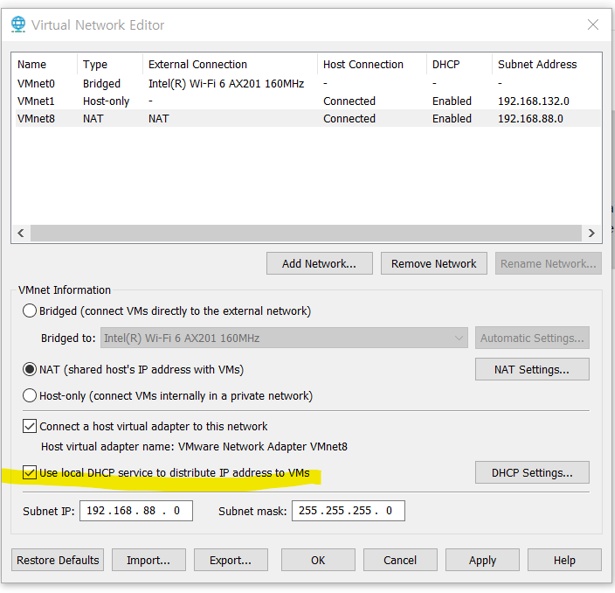 Virtual Network Editor
Name Type External Connection Host Connection DHCP Subnet Address
VMnet0 Bridged Intel(R) Wi-Fi 6 AX201 160MHz - - -
VMnet1 Host-only - Connected Enabled 192.168.132.0
VMnet8 NAT NAT Connected Enabled 192.168.88.0
Add Network... Remove Network Rename Network...
VMnet Information
Bridged (connect VMs directly to the external network)
Bridged to: Intel(R) Wi-Fi 6 AX201 160MHz Automatic Settings...
NAT (shared host's IP address with VMs) NAT Settings...
Host-only (connect VMs internally in a private network)
Connect a host virtual adapter to this network
Host virtual adapter name: VMware Network Adapter VMnet8
Use local DHCP service to distribute IP address to VMs DHCP Settings...
Subnet IP: 192 . 168 . 88 . 0 Subnet mask: 255 . 255 . 255 . 0
Restore Defaults Import... Export... OK Cancel Apply Help